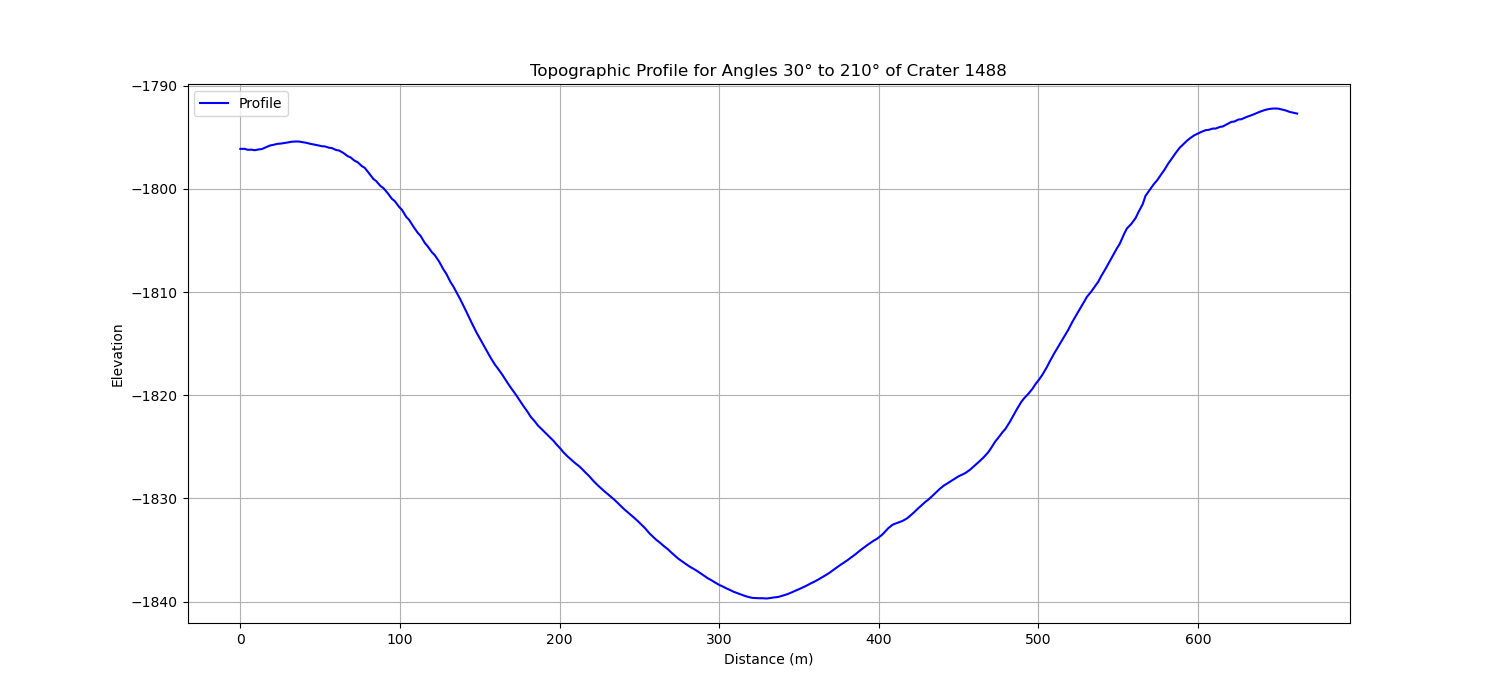 Topographic Profile for Angles 30° to 210° of Crater 1488
Profile
Elevation
−1790
−1800
−1810
−1820
−1830
−1840
0 100 200 300 400 500 600
Distance (m)